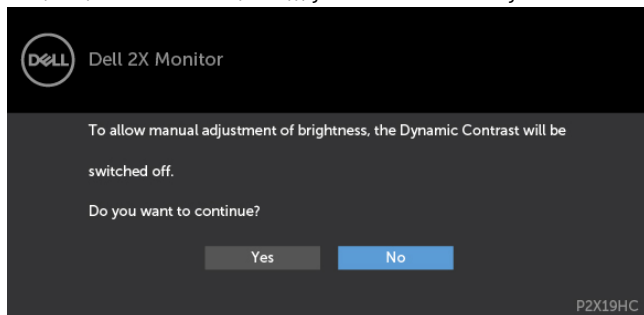 DELL
Dell 2X Monitor
To allow manual adjustment of brightness, the Dynamic Contrast will be
switched off.
Do you want to continue?
Yes No
P2X19HC